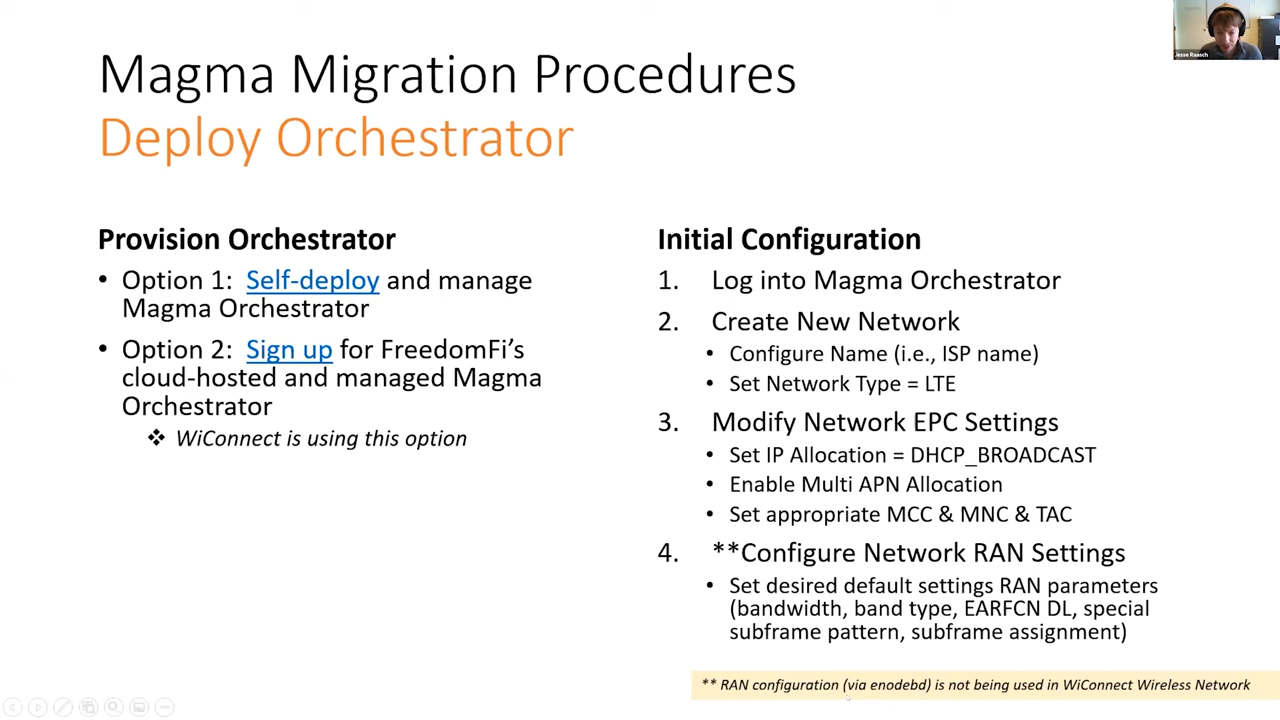 Jesse Raasch
Magma Migration Procedures
Deploy Orchestrator
Provision Orchestrator
• Option 1: Self-deploy and manage
Magma Orchestrator
• Option 2: Sign up for FreedomFi’s
cloud-hosted and managed Magma
Orchestrator
❖ WiConnect is using this option
Initial Configuration
1. Log into Magma Orchestrator
2. Create New Network
• Configure Name (i.e., ISP name)
• Set Network Type = LTE
3. Modify Network EPC Settings
• Set IP Allocation = DHCP_BROADCAST
• Enable Multi APN Allocation
• Set appropriate MCC & MNC & TAC
4. **Configure Network RAN Settings
• Set desired default settings RAN parameters
(bandwidth, band type, EARFCN DL, special
subframe pattern, subframe assignment)
** RAN configuration (via enodebd) is not being used in WiConnect Wireless Network